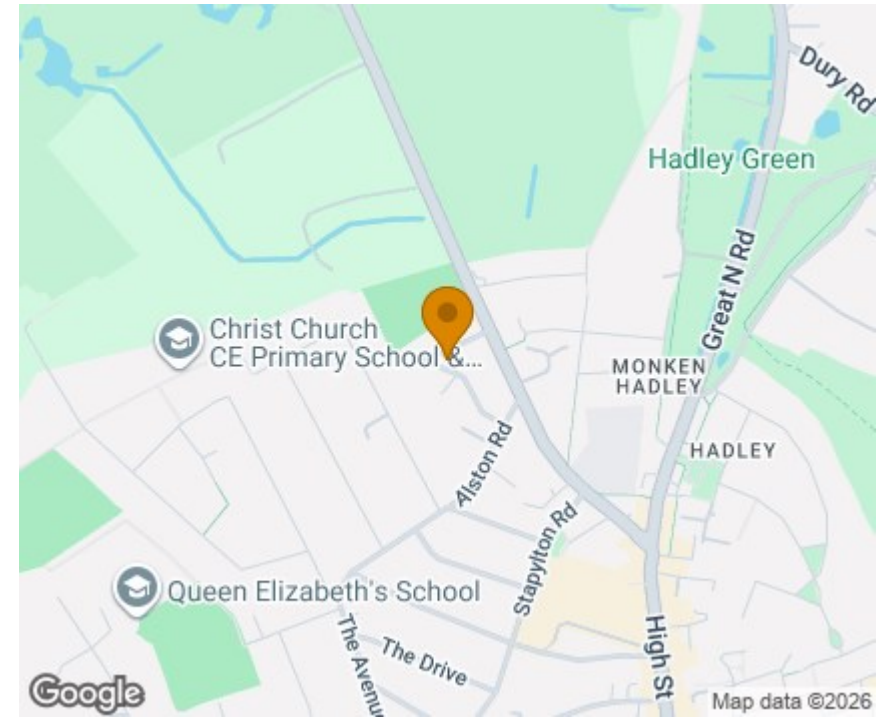 Dury Rd
Hadley Green
Great N Rd
Christ Church
CE Primary School &...
MONKEN
HADLEY
HADLEY
Alston Rd
Stapylton Rd
Queen Elizabeth's School
The Avenue
The Drive
High St
Google
Map data ©2026